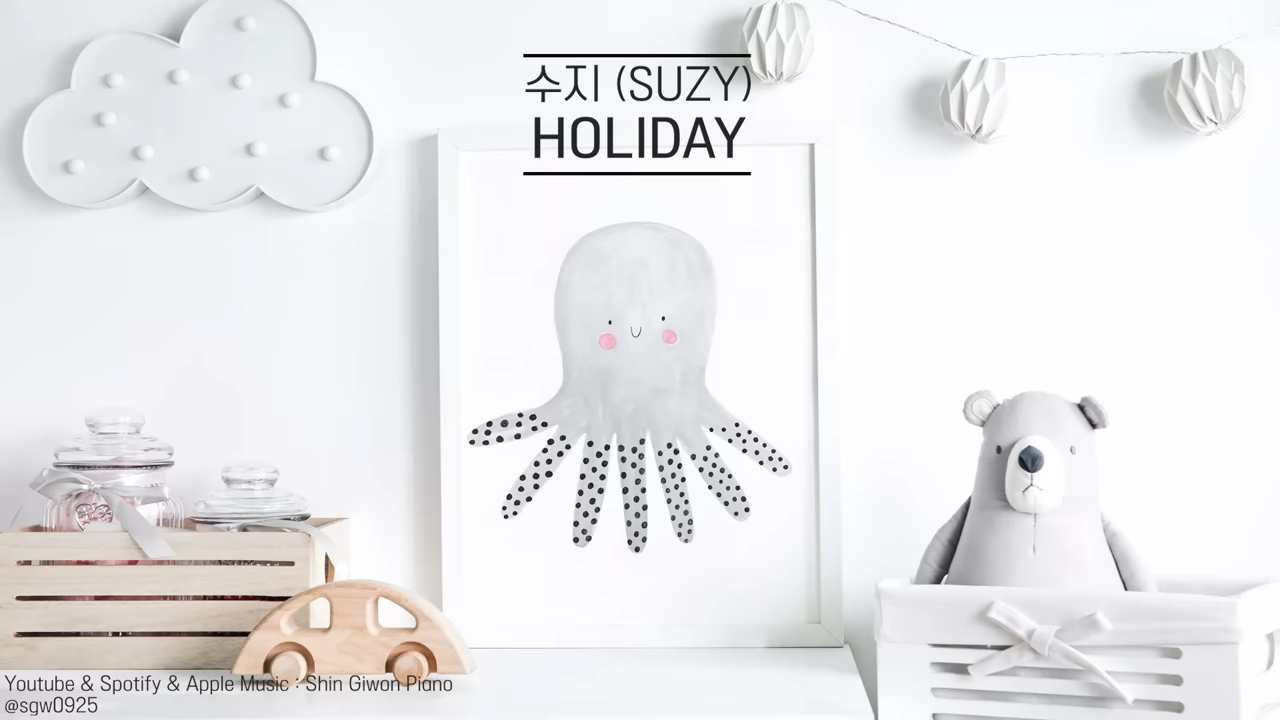 수지 (SUZY)
HOLIDAY
Youtube & Spotify & Apple Music : Shin Giwon Piano
@sgw0925